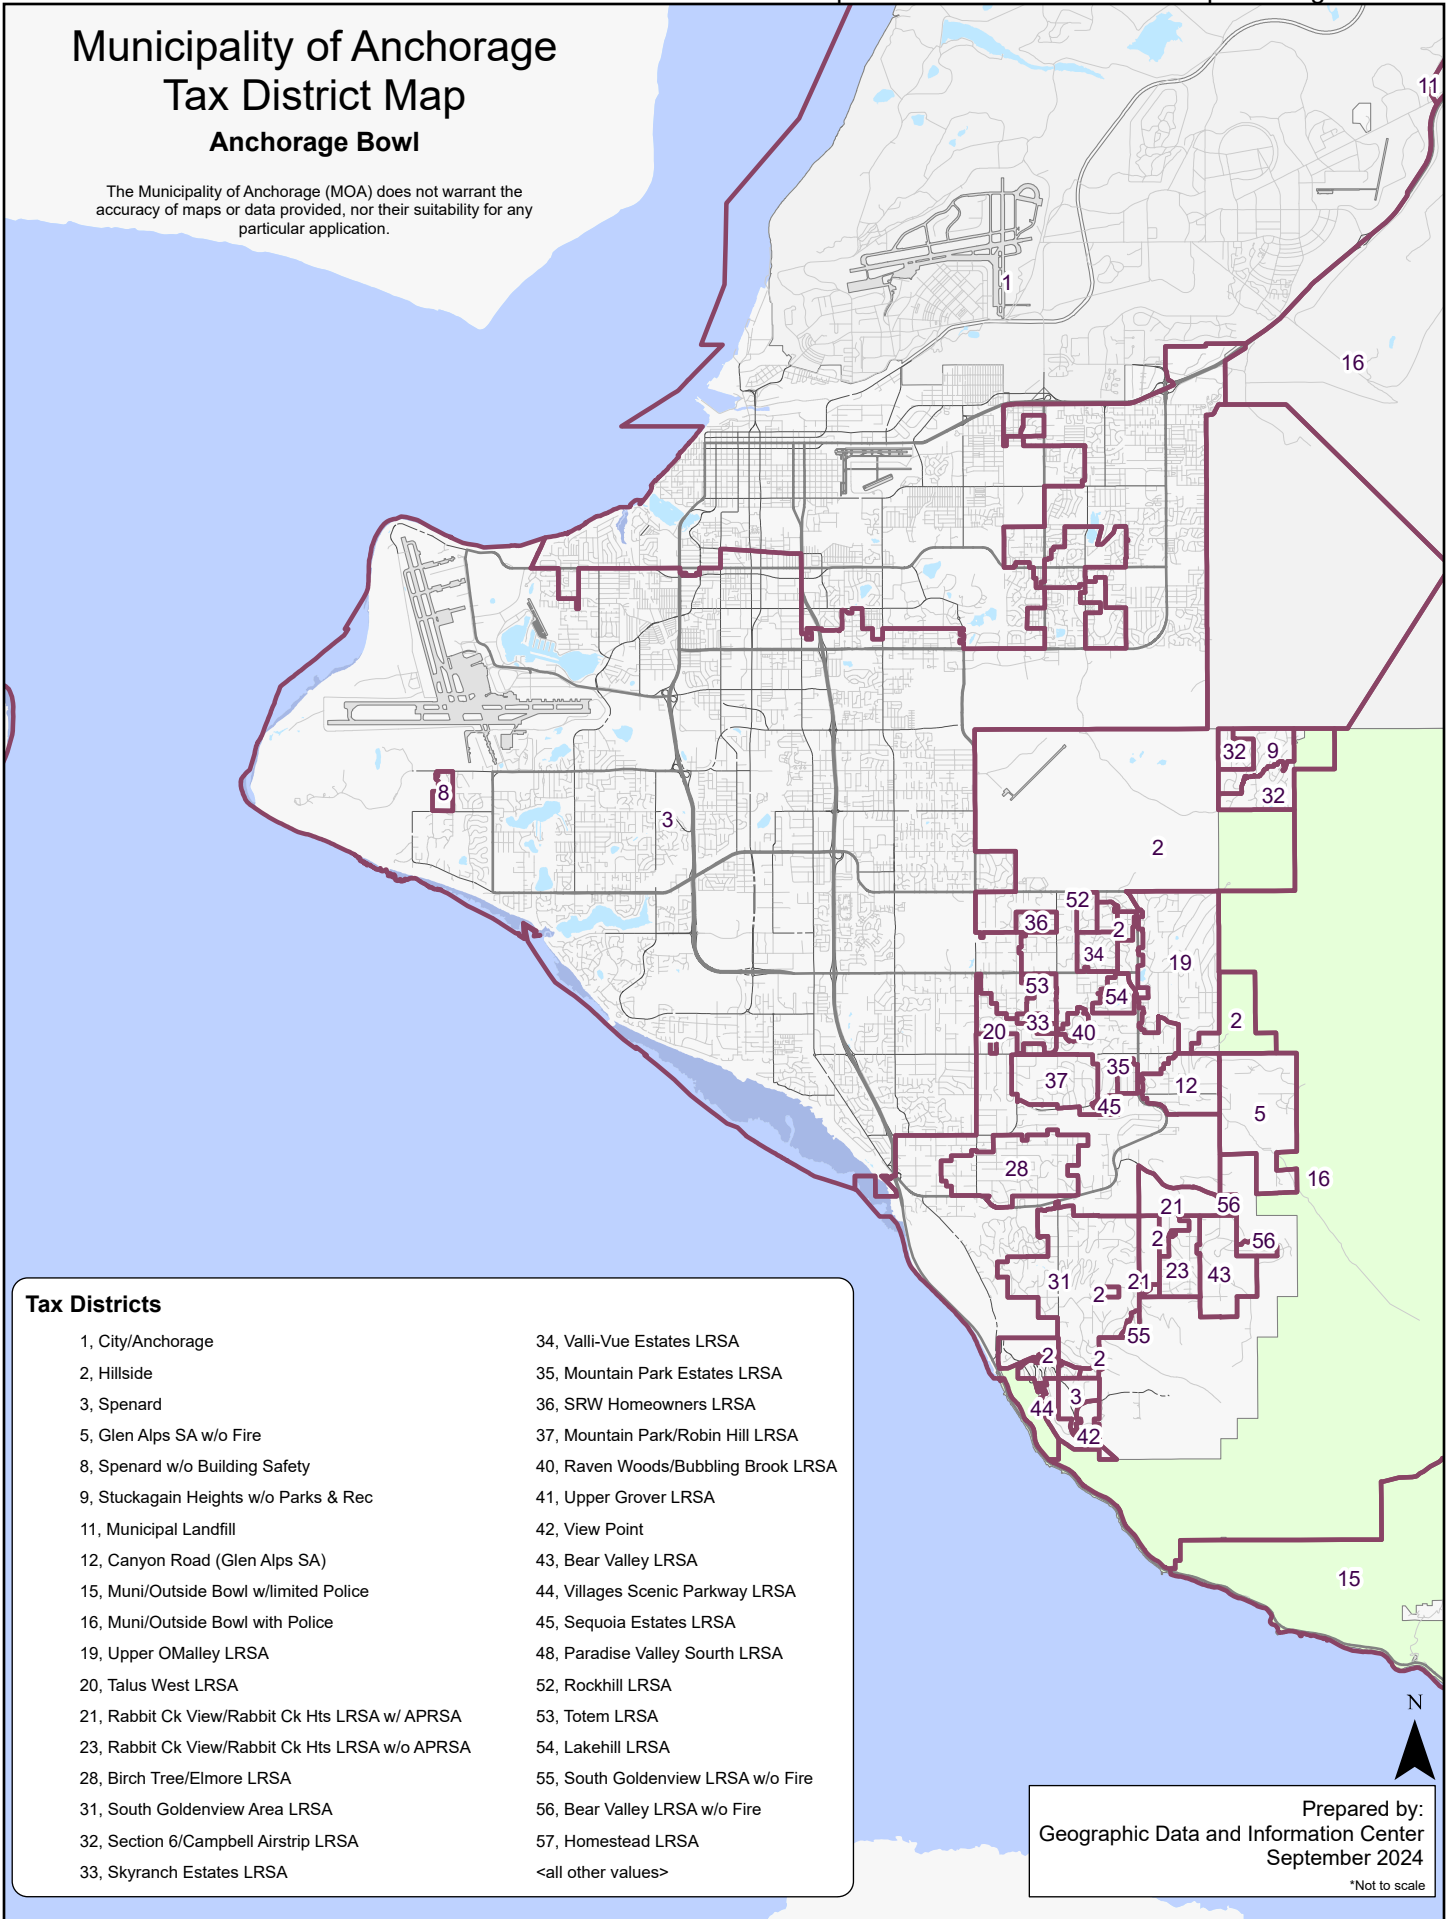 Municipality of Anchorage
Tax District Map
Anchorage Bowl
The Municipality of Anchorage (MOA) does not warrant the
accuracy of maps or data provided, nor their suitability for any
particular application.
11
1
16
32
9
32
8
3
2
52
36
2
34
19
53
54
2
33
20
40
35
37
12
45
5
28
16
21
56
2
56
23
43
31
21
2
55
2
2
3
44
42
15
Tax Districts
1, City/Anchorage
2, Hillside
3, Spenard
5, Glen Alps SA w/o Fire
8, Spenard w/o Building Safety
9, Stuckagain Heights w/o Parks & Rec
11, Municipal Landfill
12, Canyon Road (Glen Alps SA)
15, Muni/Outside Bowl w/limited Police
16, Muni/Outside Bowl with Police
19, Upper OMalley LRSA
20, Talus West LRSA
21, Rabbit Ck View/Rabbit Ck Hts LRSA w/ APRSA
23, Rabbit Ck View/Rabbit Ck Hts LRSA w/o APRSA
28, Birch Tree/Elmore LRSA
31, South Goldenview Area LRSA
32, Section 6/Campbell Airstrip LRSA
33, Skyranch Estates LRSA
34, Valli-Vue Estates LRSA
35, Mountain Park Estates LRSA
36, SRW Homeowners LRSA
37, Mountain Park/Robin Hill LRSA
40, Raven Woods/Bubbling Brook LRSA
41, Upper Grover LRSA
42, View Point
43, Bear Valley LRSA
44, Villages Scenic Parkway LRSA
45, Sequoia Estates LRSA
48, Paradise Valley Sourth LRSA
52, Rockhill LRSA
53, Totem LRSA
54, Lakehill LRSA
55, South Goldenview LRSA w/o Fire
56, Bear Valley LRSA w/o Fire
57, Homestead LRSA
<all other values>
N
Prepared by:
Geographic Data and Information Center
September 2024
*Not to scale